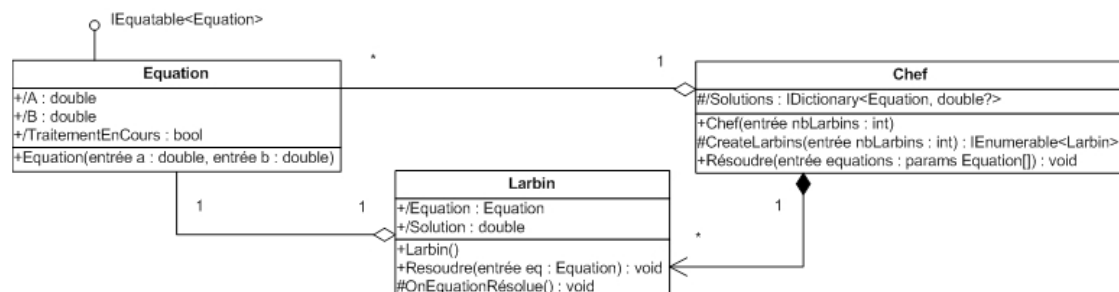 IEquatable<Equation>
Equation
+/A : double
+/B : double
+/TraitementEnCours : bool
+Equation(entrée a : double, entrée b : double)
*
1
Chef
#/Solutions : IDictionary<Equation, double?>
+Chef(entrée nbLarbins : int)
#CreateLarbins(entrée nbLarbins : int) : IEnumerable<Larbin>
+Résoudre(entrée equations : params Equation[]) : void
1
1
Larbin
+/Equation : Equation
+/Solution : double
+Larbin()
+Resoudre(entrée eq : Equation) : void
#OnEquationRésolue() : void
1
*